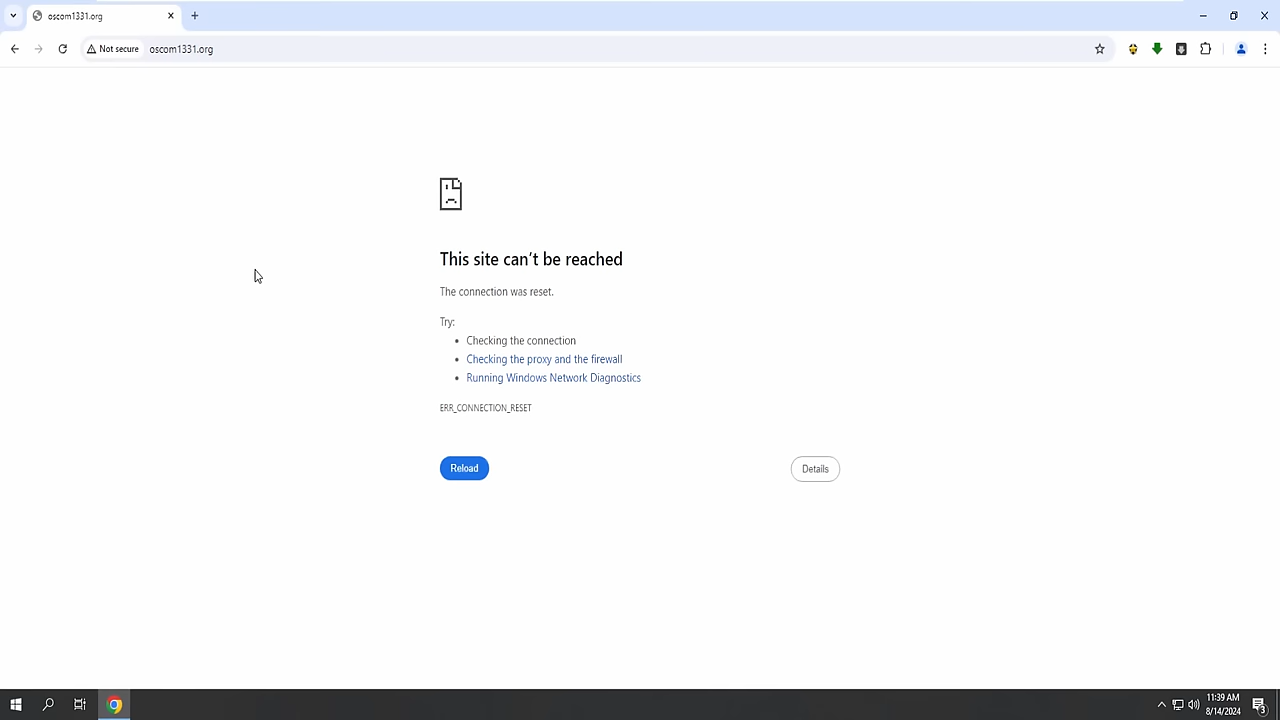 oscom1331.org
Not secure
oscom1331.org
This site can’t be reached
The connection was reset.
Try:
Checking the connection
Checking the proxy and the firewall
Running Windows Network Diagnostics
ERR_CONNECTION_RESET
Reload
Details
11:39 AM
8/14/2024